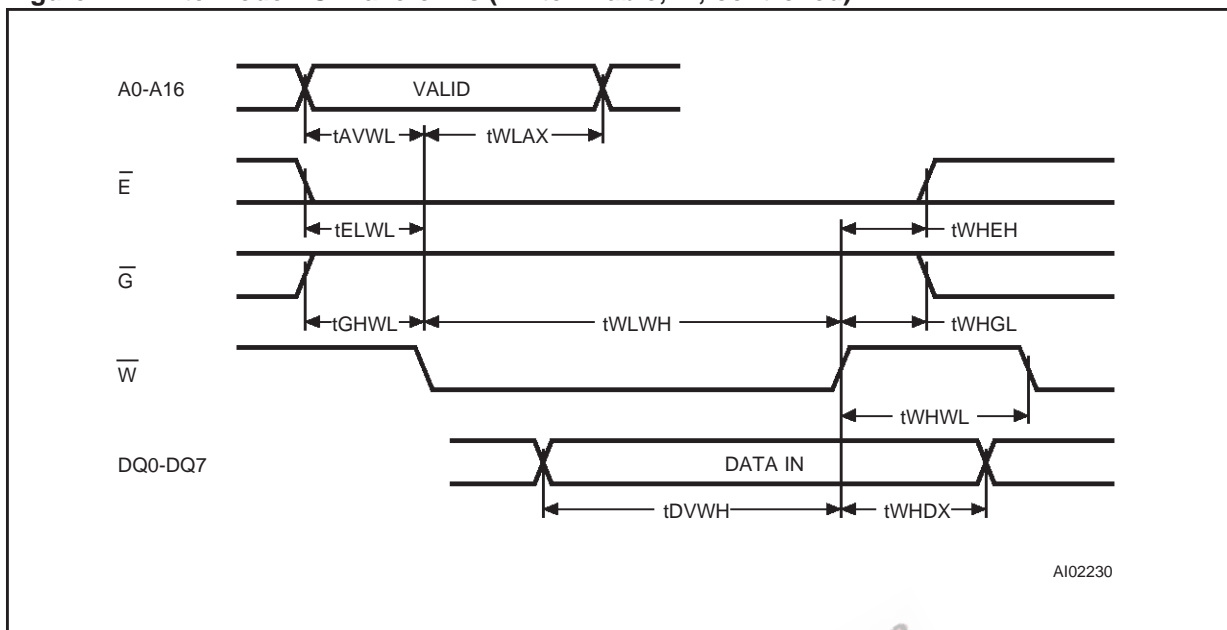 A0-A16
VALID
tAVWL
tWLAX
E
tELWL
tWHEH
G
tGHWL
tWLWH
tWHGL
W
tWHWL
DQ0-DQ7
DATA IN
tDVWH
tWHDX
AI02230